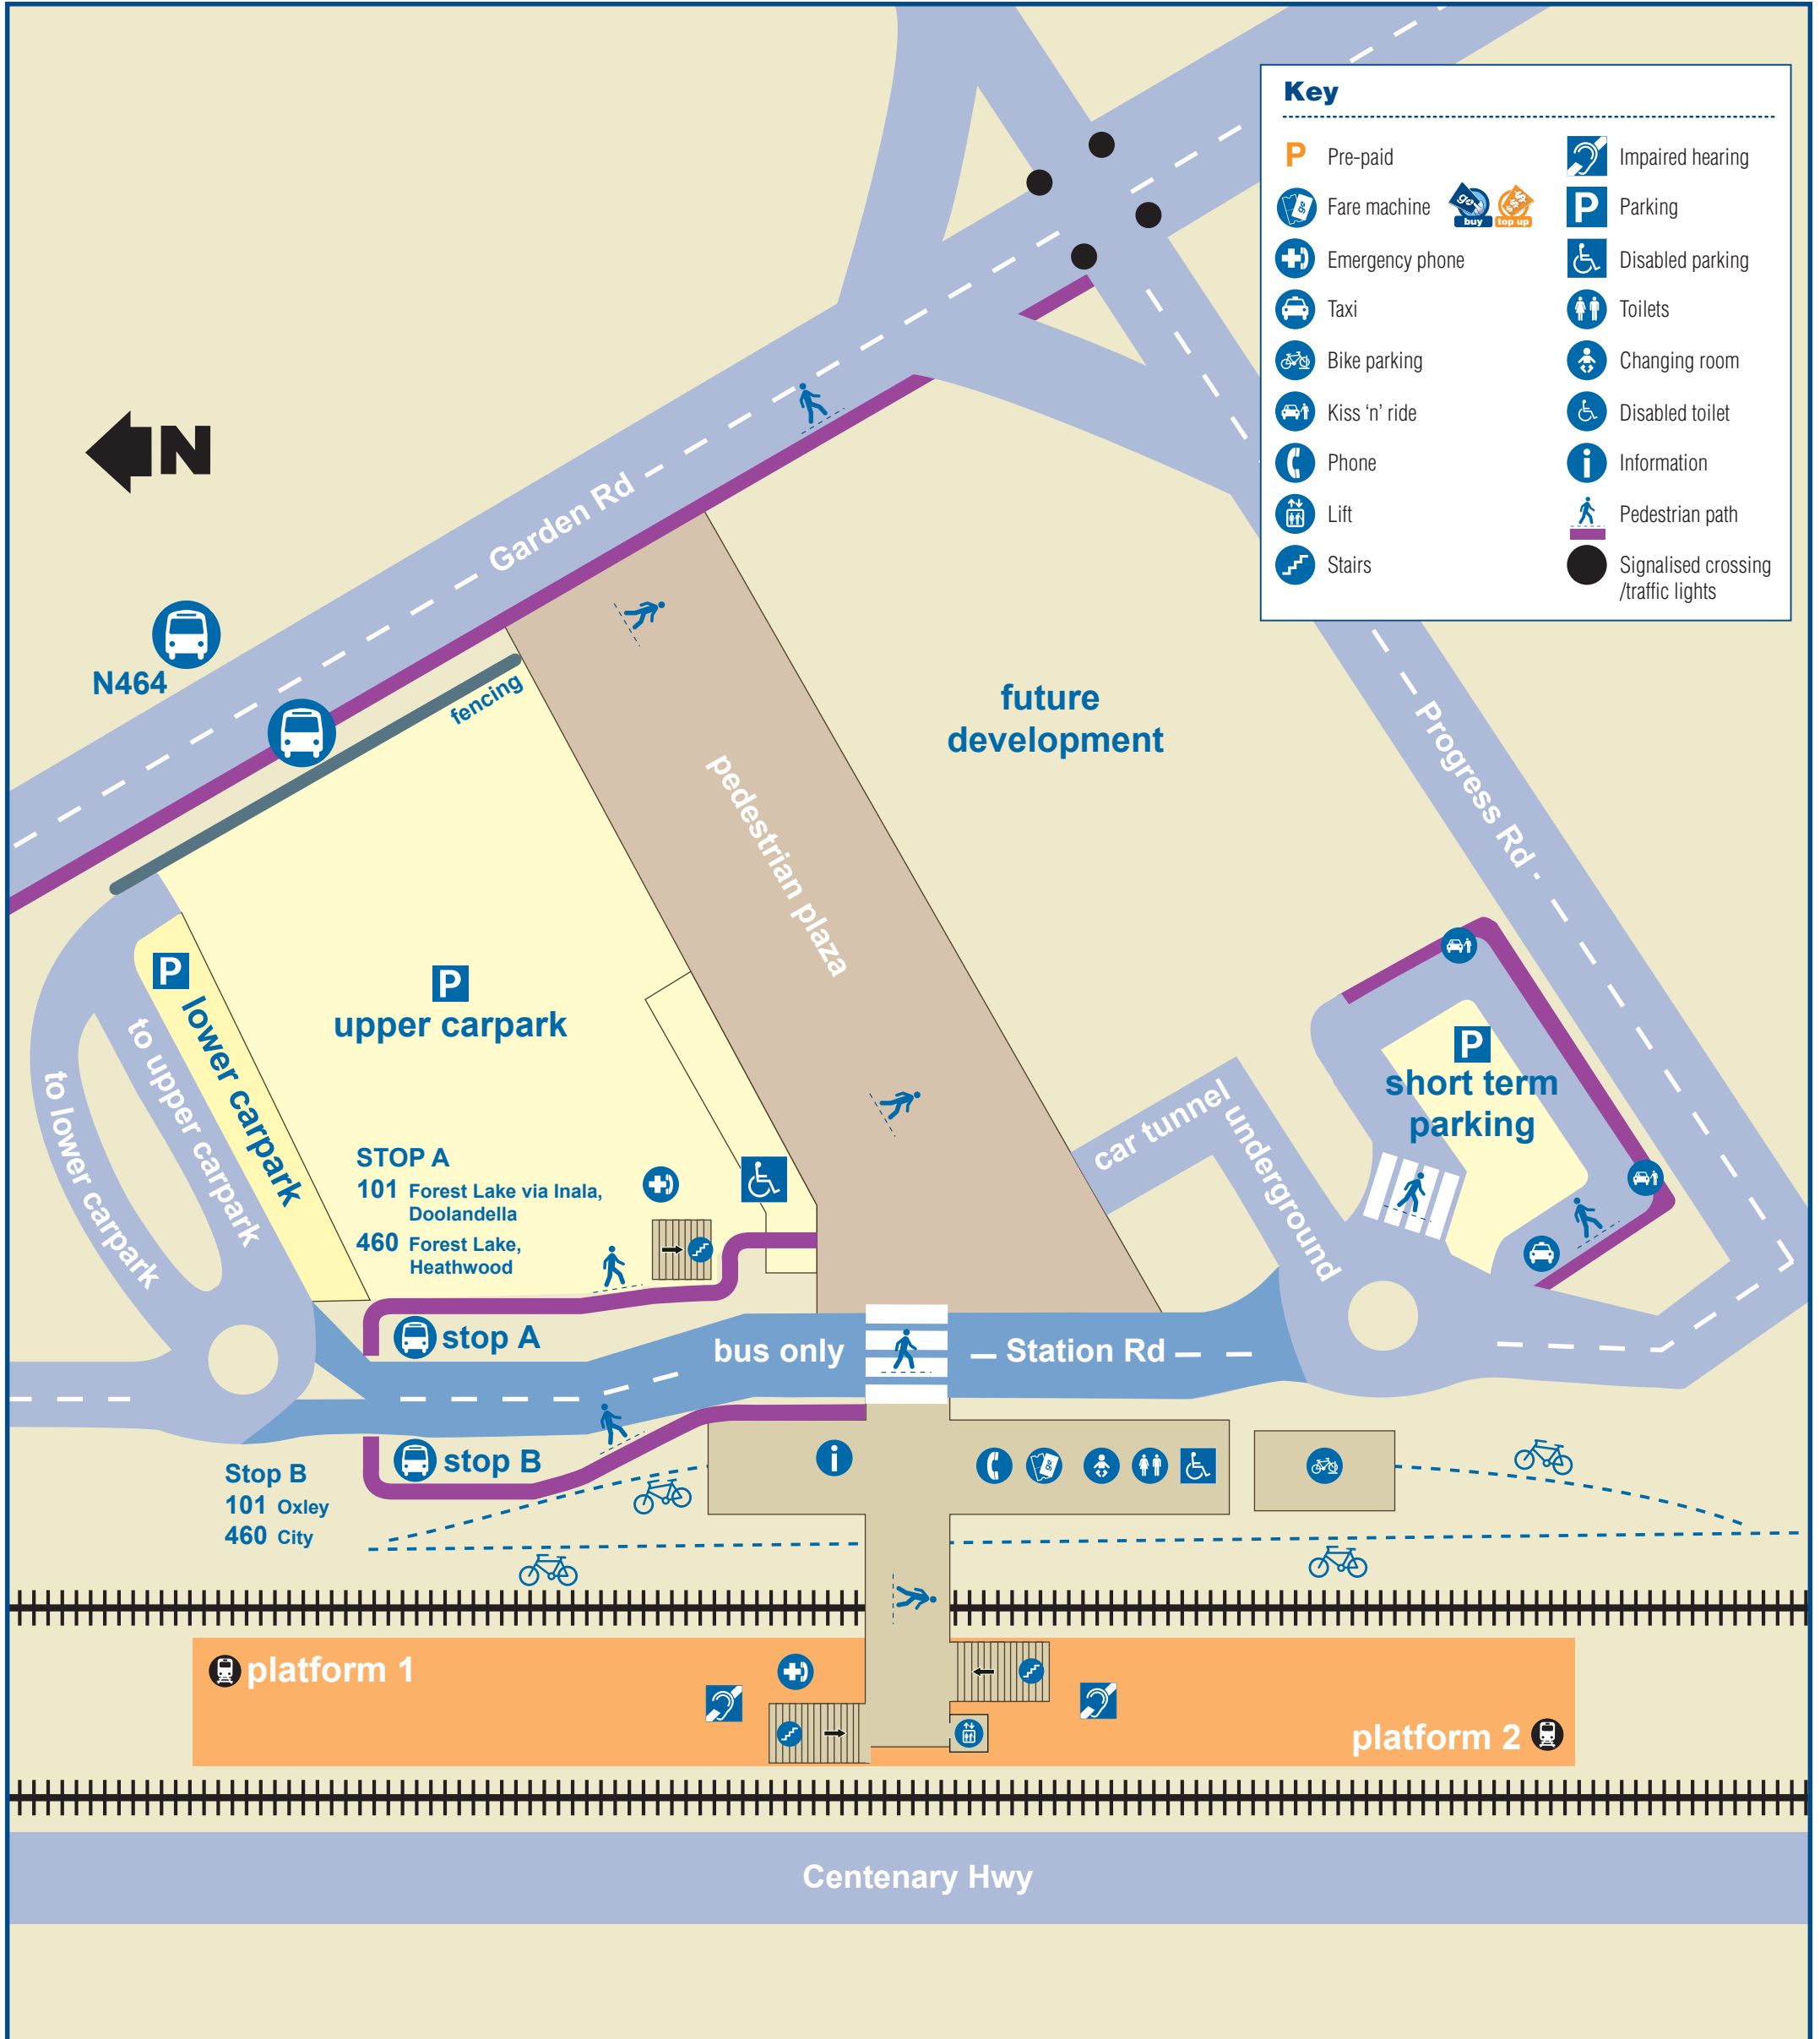 Key
P Pre-paid
Fare machine
go
buy
$$$
top up
Emergency phone
Taxi
Bike parking
Kiss ‘n’ ride
Phone
Lift
Stairs
Impaired hearing
P Parking
Disabled parking
Toilets
Changing room
Disabled toilet
i Information
Pedestrian path
Signalised crossing
/traffic lights
N
Garden Rd
N464
fencing
future
development
Progress Rd
pedestrian plaza
P
lower carpark
P
upper carpark
to upper carpark
to lower carpark
P
short term
parking
car tunnel
underground
STOP A
101 Forest Lake via Inala,
Doolandella
460 Forest Lake,
Heathwood
stop A
bus only
Station Rd
stop B
Stop B
101 Oxley
460 City
i
platform 1
platform 2
Centenary Hwy